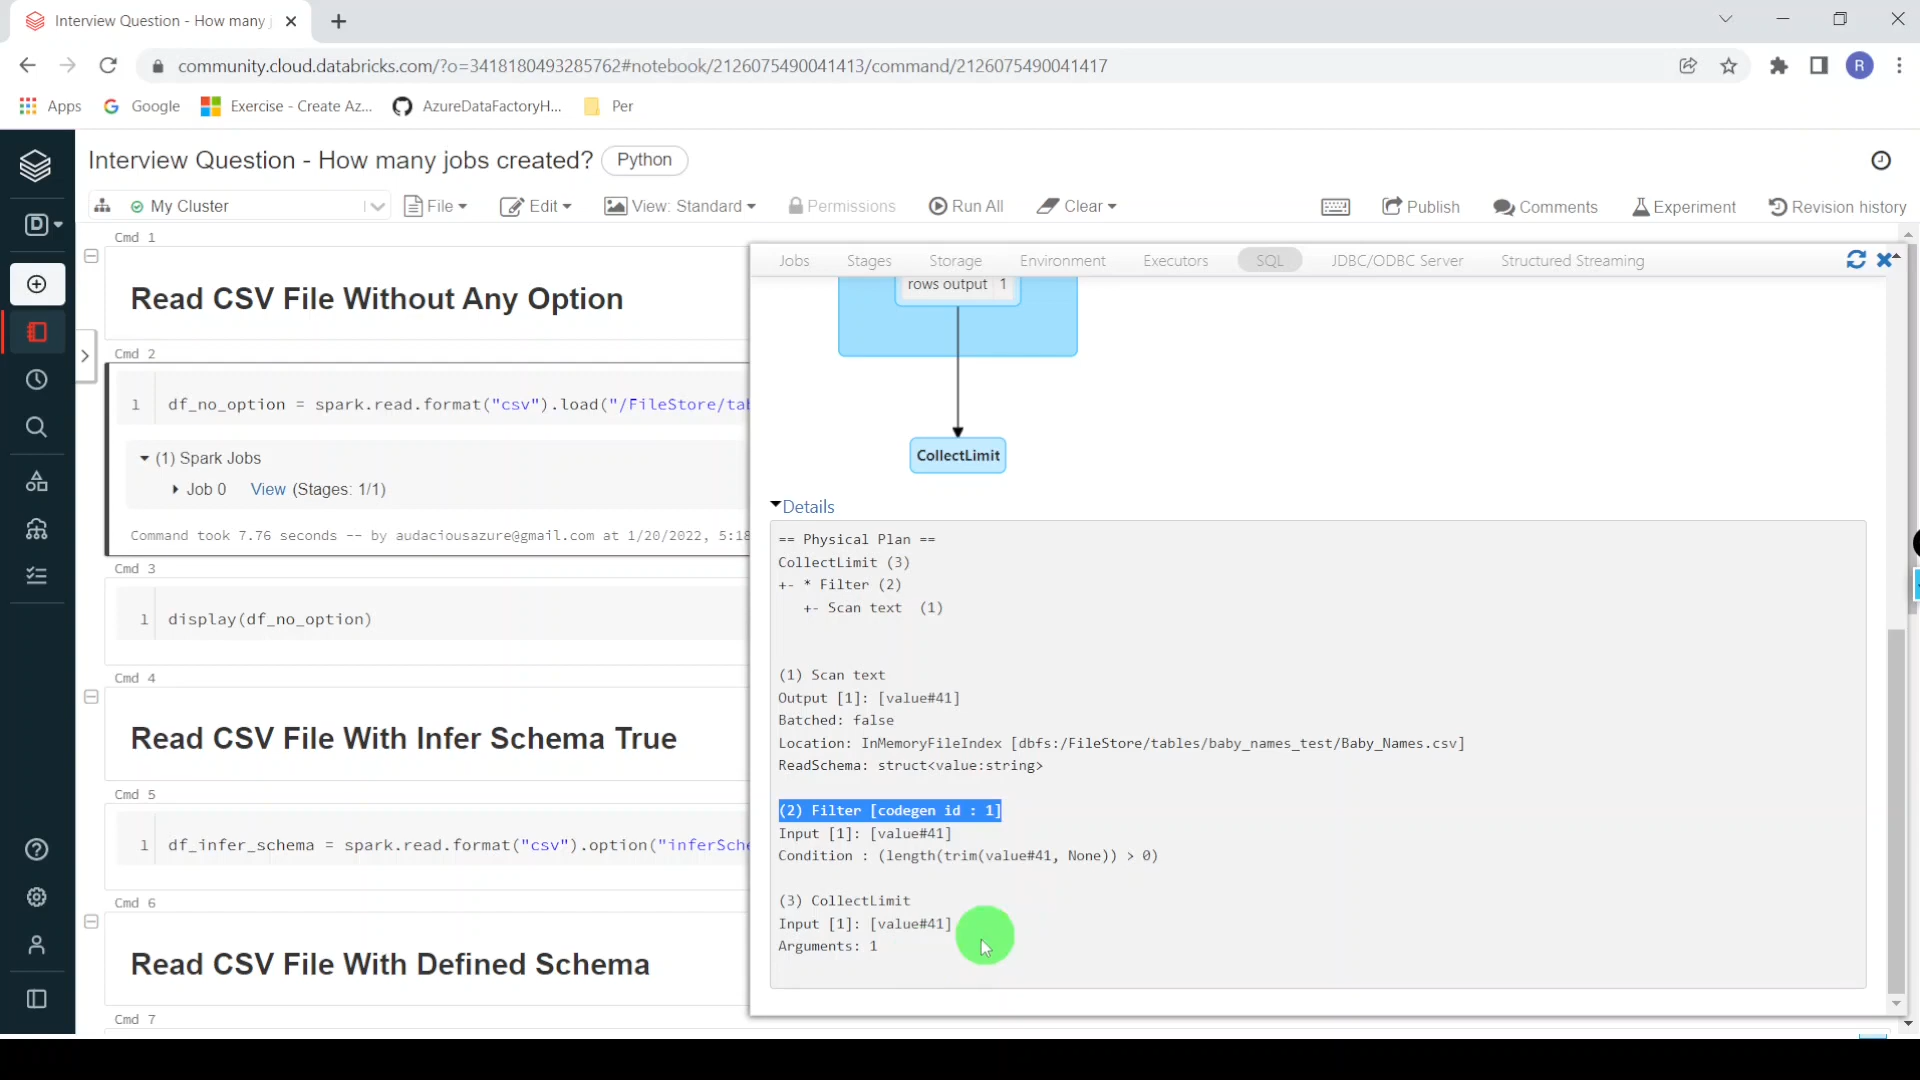 Interview Question - How many j
community.cloud.databricks.com/?o=3418180493285762#notebook/2126075490041413/command/2126075490041417
R
Apps
Google
Exercise - Create Az...
AzureDataFactoryH...
Per
Interview Question - How many jobs created?
Python
My Cluster
File
Edit
View: Standard
Permissions
Run All
Clear
Publish
Comments
Experiment
Revision history
D
Cmd 1
Read CSV File Without Any Option
Cmd 2
1 df_no_option = spark.read.format("csv").load("/FileStore/tab
(1) Spark Jobs
Job 0 View (Stages: 1/1)
Command took 7.76 seconds -- by audaciousazure@gmail.com at 1/20/2022, 5:18
Cmd 3
1 display(df_no_option)
Cmd 4
Read CSV File With Infer Schema True
Cmd 5
1 df_infer_schema = spark.read.format("csv").option("inferSche
Cmd 6
Read CSV File With Defined Schema
Cmd 7
Jobs
Stages
Storage
Environment
Executors
SQL
JDBC/ODBC Server
Structured Streaming
rows output 1
CollectLimit
Details
== Physical Plan ==
CollectLimit (3)
+- * Filter (2)
+- Scan text (1)
(1) Scan text
Output [1]: [value#41]
Batched: false
Location: InMemoryFileIndex [dbfs:/FileStore/tables/baby_names_test/Baby_Names.csv]
ReadSchema: struct<value:string>
(2) Filter [codegen id : 1]
Input [1]: [value#41]
Condition : (length(trim(value#41, None)) > 0)
(3) CollectLimit
Input [1]: [value#41]
Arguments: 1